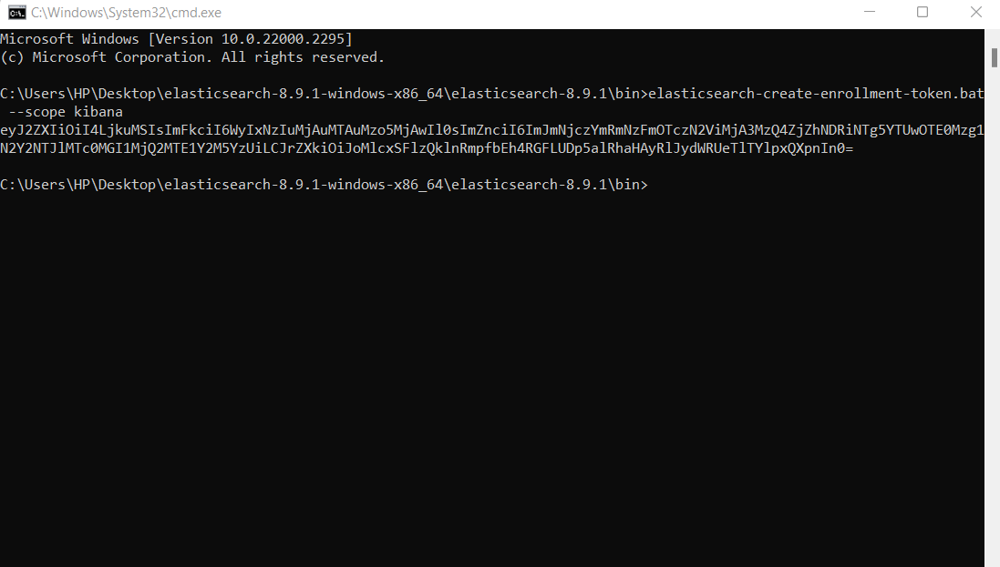 C:\Windows\System32\cmd.exe
Microsoft Windows [Version 10.0.22000.2295]
(c) Microsoft Corporation. All rights reserved.
C:\Users\HP\Desktop\elasticsearch-8.9.1-windows-x86_64\elasticsearch-8.9.1\bin>elasticsearch-create-enrollment-token.bat
--scope kibana
eyJ2ZXIiOiI4LjkuMSIsImFkciI6WyIxNzIuMjAuMTAuMzo5MjAwIl0sImZnciI6ImJmNjczYmRmNzFmOTczN2ViMjA3MzQ4ZjZhNDRiNTg5YTUwOTE0Mzg1
N2Y2NTJlMTc0MGI1MjQ2MTE1Y2M5YzUiLCJrZXkiOiJoMlcxSFlzQklnRmpfbEh4RGFLUDp5alRhaHAyRlJydWRUeTlTYlpxQXpnIn0=
C:\Users\HP\Desktop\elasticsearch-8.9.1-windows-x86_64\elasticsearch-8.9.1\bin>